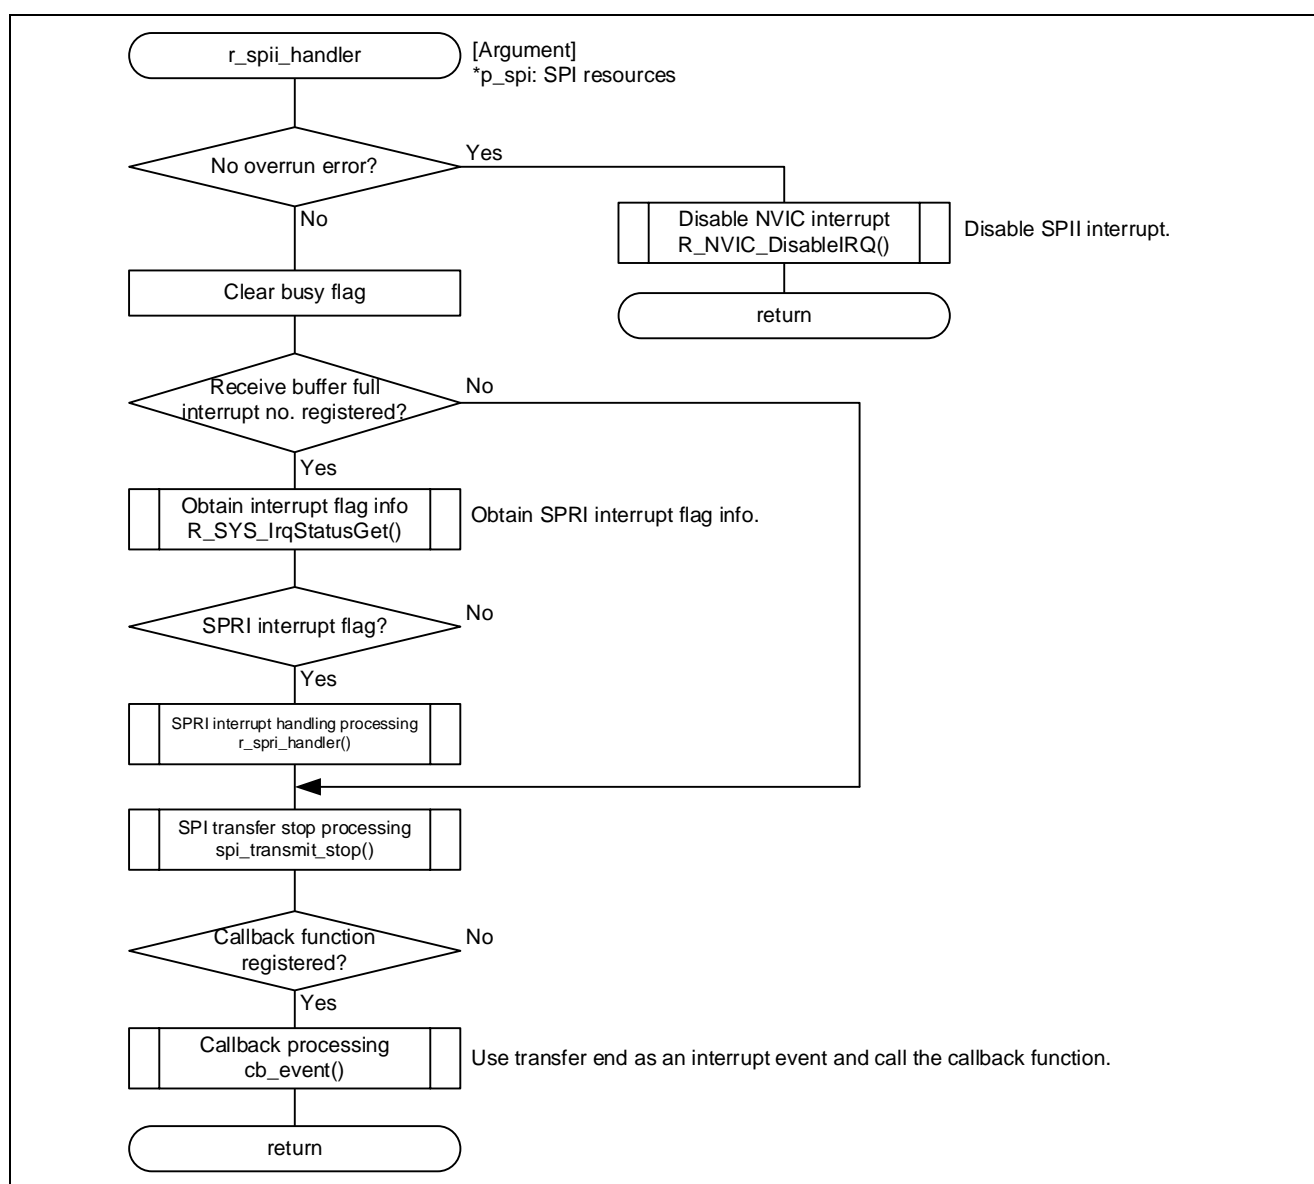 r_spii_handler
[Argument]
*p_spi: SPI resources
No overrun error?
Yes
No
Disable NVIC interrupt
R_NVIC_DisableIRQ()
Disable SPII interrupt.
Clear busy flag
return
Receive buffer full
interrupt no. registered?
No
Yes
Obtain interrupt flag info
R_SYS_IrqStatusGet()
Obtain SPRI interrupt flag info.
SPRI interrupt flag?
No
Yes
SPRI interrupt handling processing
r_spri_handler()
SPI transfer stop processing
spi_transmit_stop()
Callback function
registered?
No
Yes
Callback processing
cb_event()
Use transfer end as an interrupt event and call the callback function.
return